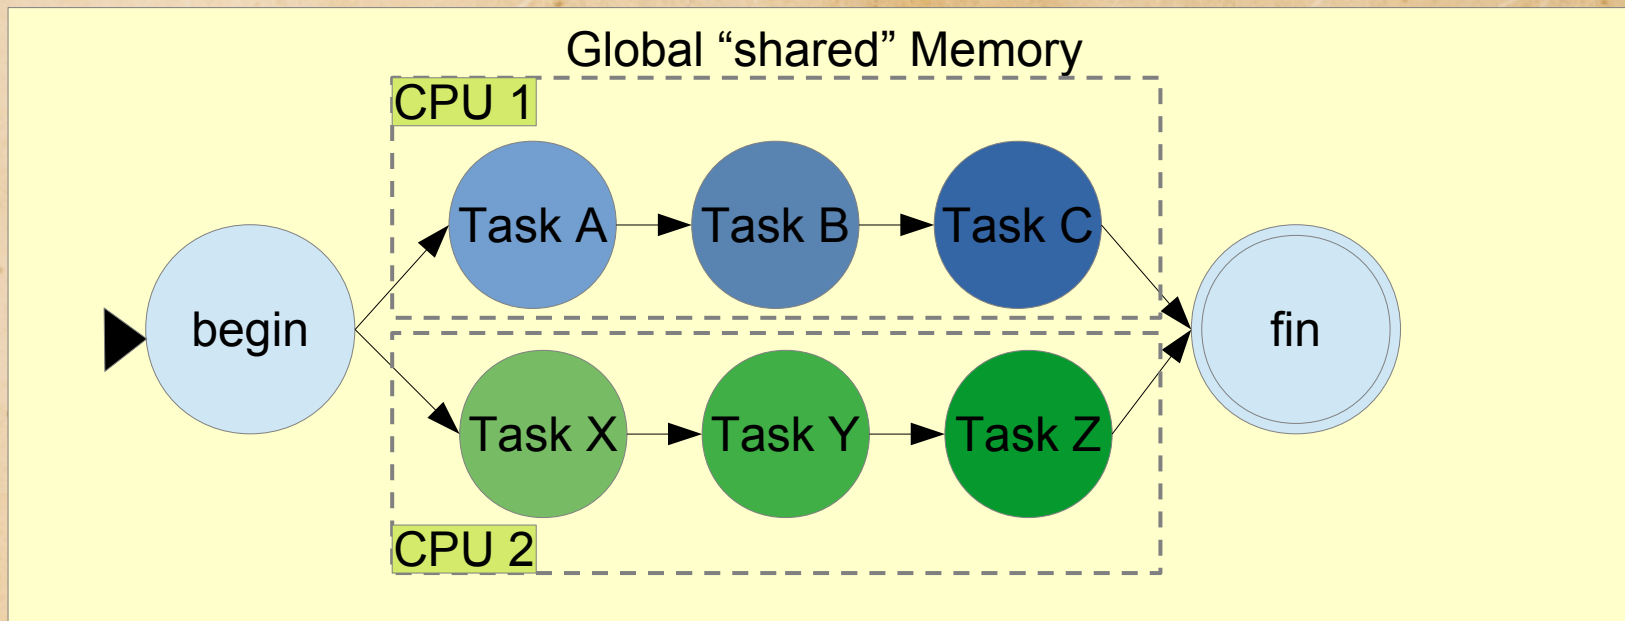 Global “shared” Memory
CPU 1
Task A
Task B
Task C
begin
fin
Task X
Task Y
Task Z
CPU 2